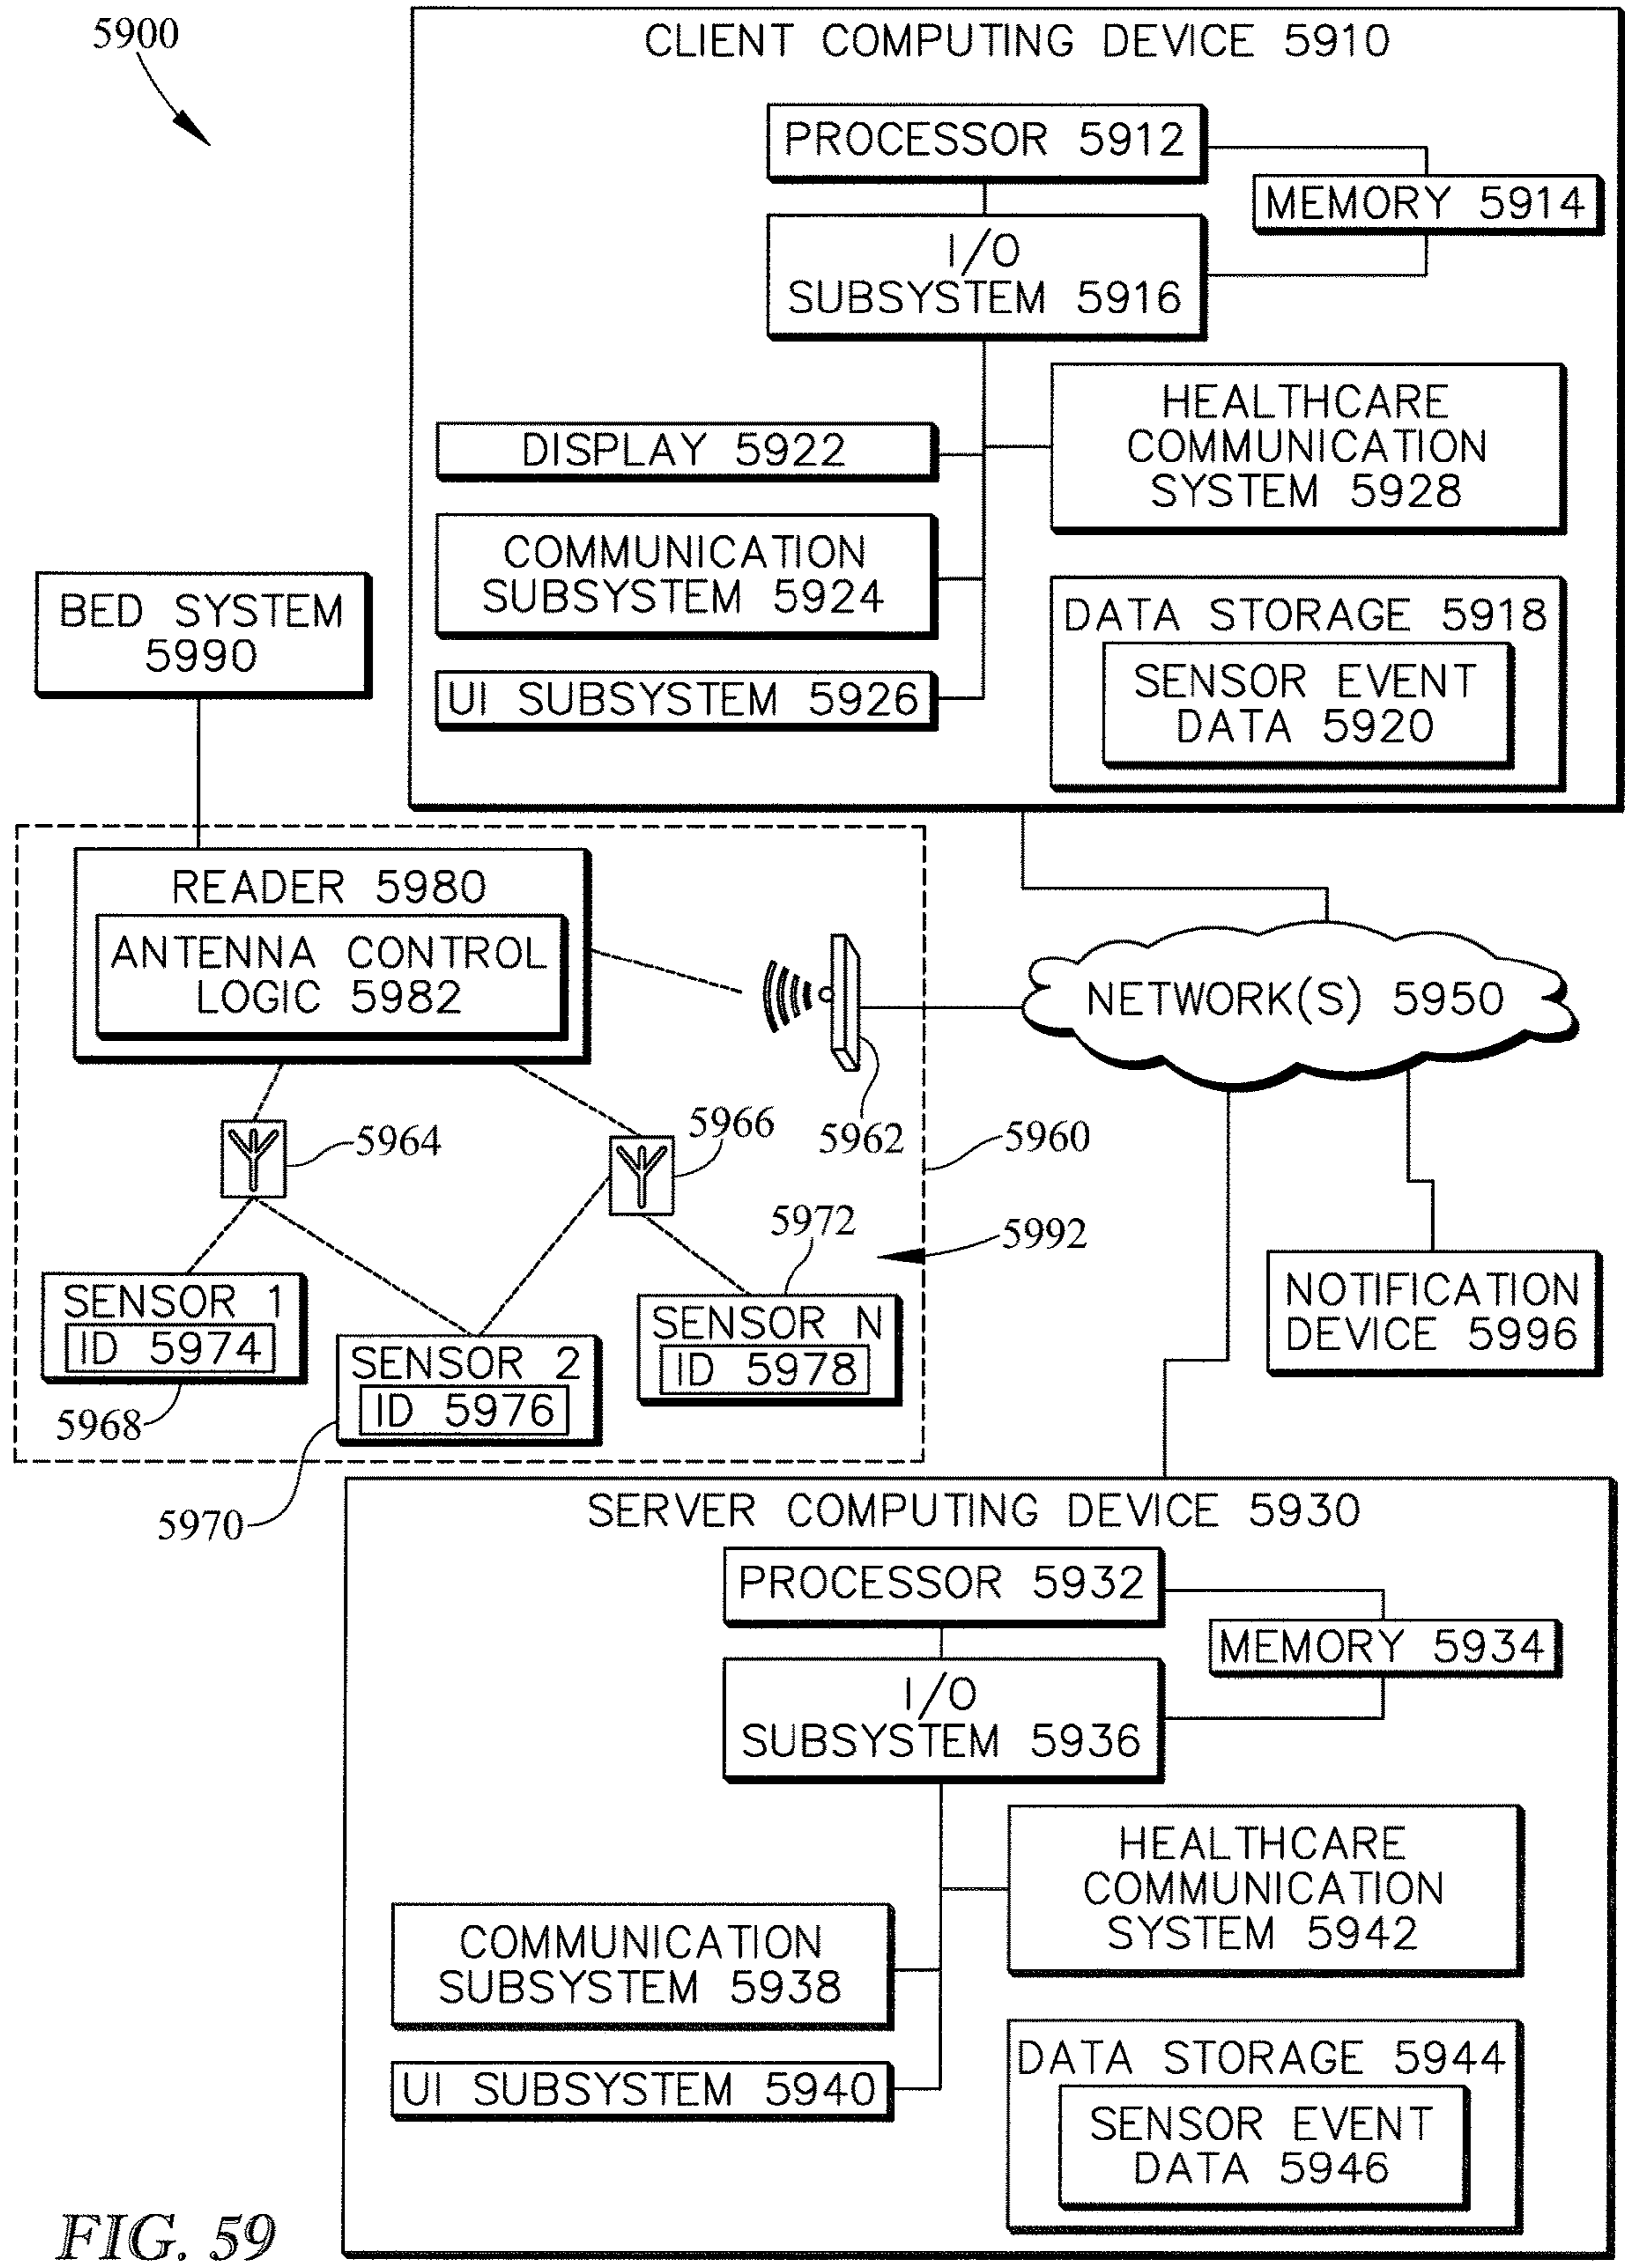 5900
CLIENT COMPUTING DEVICE 5910
PROCESSOR 5912
MEMORY 5914
I/O
SUBSYSTEM 5916
HEALTHCARE
COMMUNICATION
SYSTEM 5928
DISPLAY 5922
COMMUNICATION
SUBSYSTEM 5924
UI SUBSYSTEM 5926
DATA STORAGE 5918
SENSOR EVENT
DATA 5920
BED SYSTEM
5990
READER 5980
ANTENNA CONTROL
LOGIC 5982
NETWORK(S) 5950
5964
5966
5962
5960
5972
5992
SENSOR 1
ID 5974
5968
SENSOR 2
ID 5976
5970
SENSOR N
ID 5978
NOTIFICATION
DEVICE 5996
SERVER COMPUTING DEVICE 5930
PROCESSOR 5932
MEMORY 5934
I/O
SUBSYSTEM 5936
HEALTHCARE
COMMUNICATION
SYSTEM 5942
COMMUNICATION
SUBSYSTEM 5938
UI SUBSYSTEM 5940
DATA STORAGE 5944
SENSOR EVENT
DATA 5946
FIG. 59